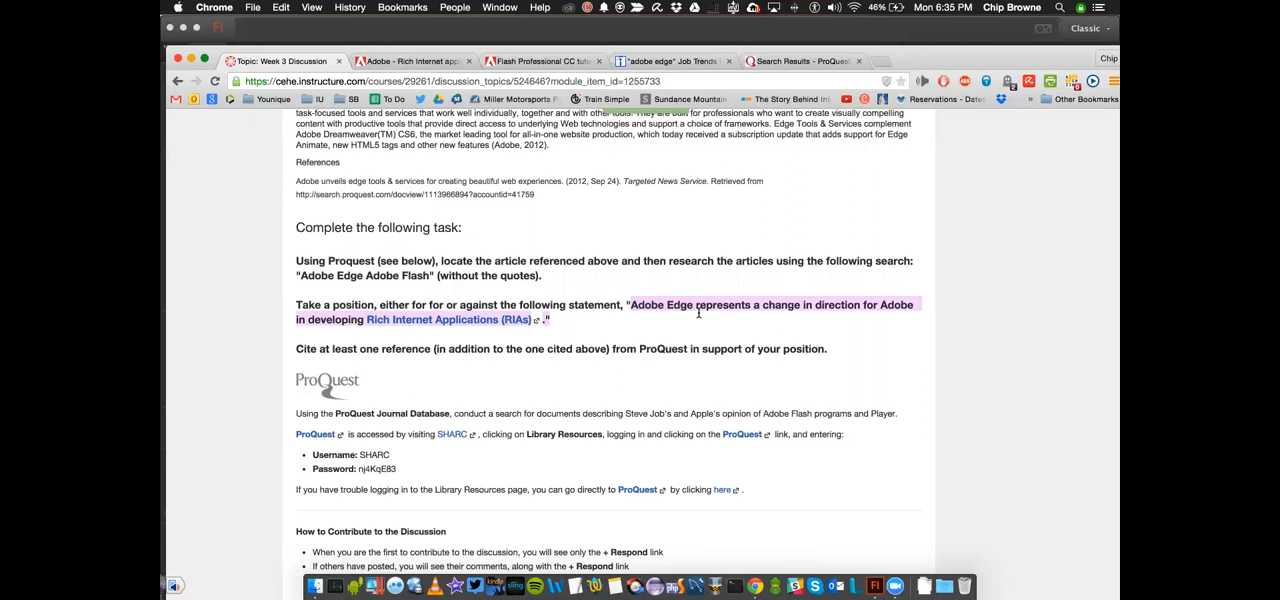 Chrome File Edit View History Bookmarks People Window Help 46% Mon 6:35 PM Chip Browne
Classic
Topic: Week 3 Discussion Adobe - Rich Internet appl Flash Professional CC tuto "adobe edge" Job Trends Search Results - ProQuest Chip
https://cehe.instructure.com/courses/29261/discussion_topics/524646?module_item_id=1255733
Younique IU SB To Do Miller Motorsports P Train Simple Sundance Mountain The Story Behind In Reservations - Dates » Other Bookmarks
task-focused tools and services that work well individually, together and with other tools. They are built for professionals who want to create visually compelling
content with productive tools that provide direct access to underlying Web technologies and support a choice of frameworks. Edge Tools & Services complement
Adobe Dreamweaver(TM) CS6, the market leading tool for all-in-one website production, which today received a subscription update that adds support for Edge
Animate, new HTML5 tags and other new features (Adobe, 2012).
References
Adobe unveils edge tools & services for creating beautiful web experiences. (2012, Sep 24). Targeted News Service. Retrieved from
http://search.proquest.com/docview/1113966894?accountid=41759
Complete the following task:
Using Proquest (see below), locate the article referenced above and then research the articles using the following search:
"Adobe Edge Adobe Flash" (without the quotes).
Take a position, either for for or against the following statement, "Adobe Edge represents a change in direction for Adobe
in developing Rich Internet Applications (RIAs) ."
Cite at least one reference (in addition to the one cited above) from ProQuest in support of your position.
ProQuest
Using the ProQuest Journal Database, conduct a search for documents describing Steve Job's and Apple's opinion of Adobe Flash programs and Player.
ProQuest is accessed by visiting SHARC , clicking on Library Resources, logging in and clicking on the ProQuest link, and entering:
• Username: SHARC
• Password: nj4KqE83
If you have trouble logging in to the Library Resources page, you can go directly to ProQuest by clicking here .
How to Contribute to the Discussion
• When you are the first to contribute to the discussion, you will see only the + Respond link
• If others have posted, you will see their comments, along with the + Respond link